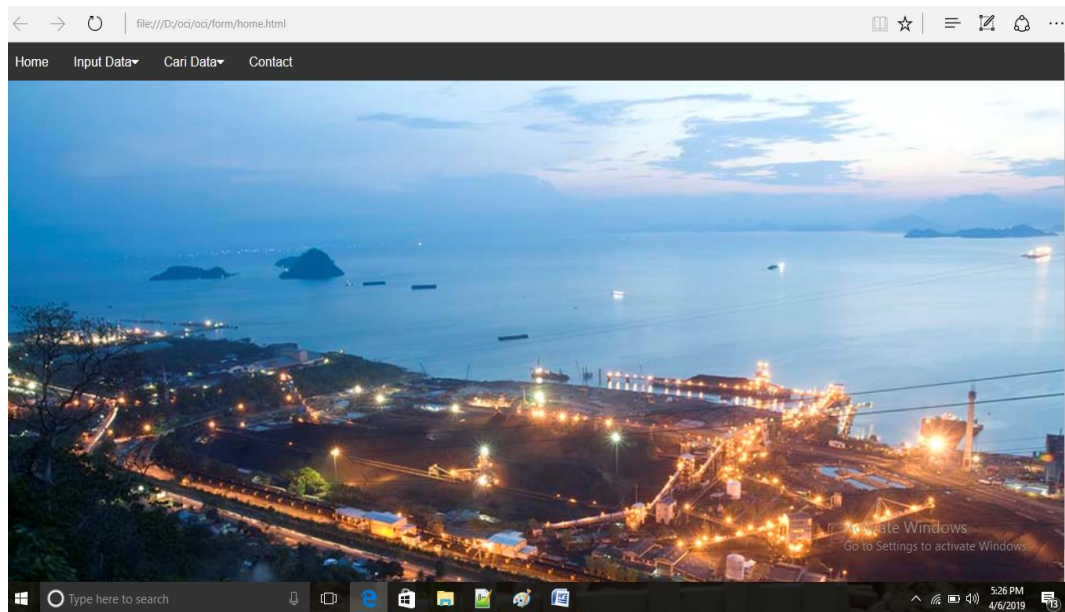 file:///D:/oci/oci/form/home.html
Home Input Data Cari Data Contact
Activate Windows
Go to Settings to activate Windows.
Type here to search
5:26 PM
4/6/2019
13